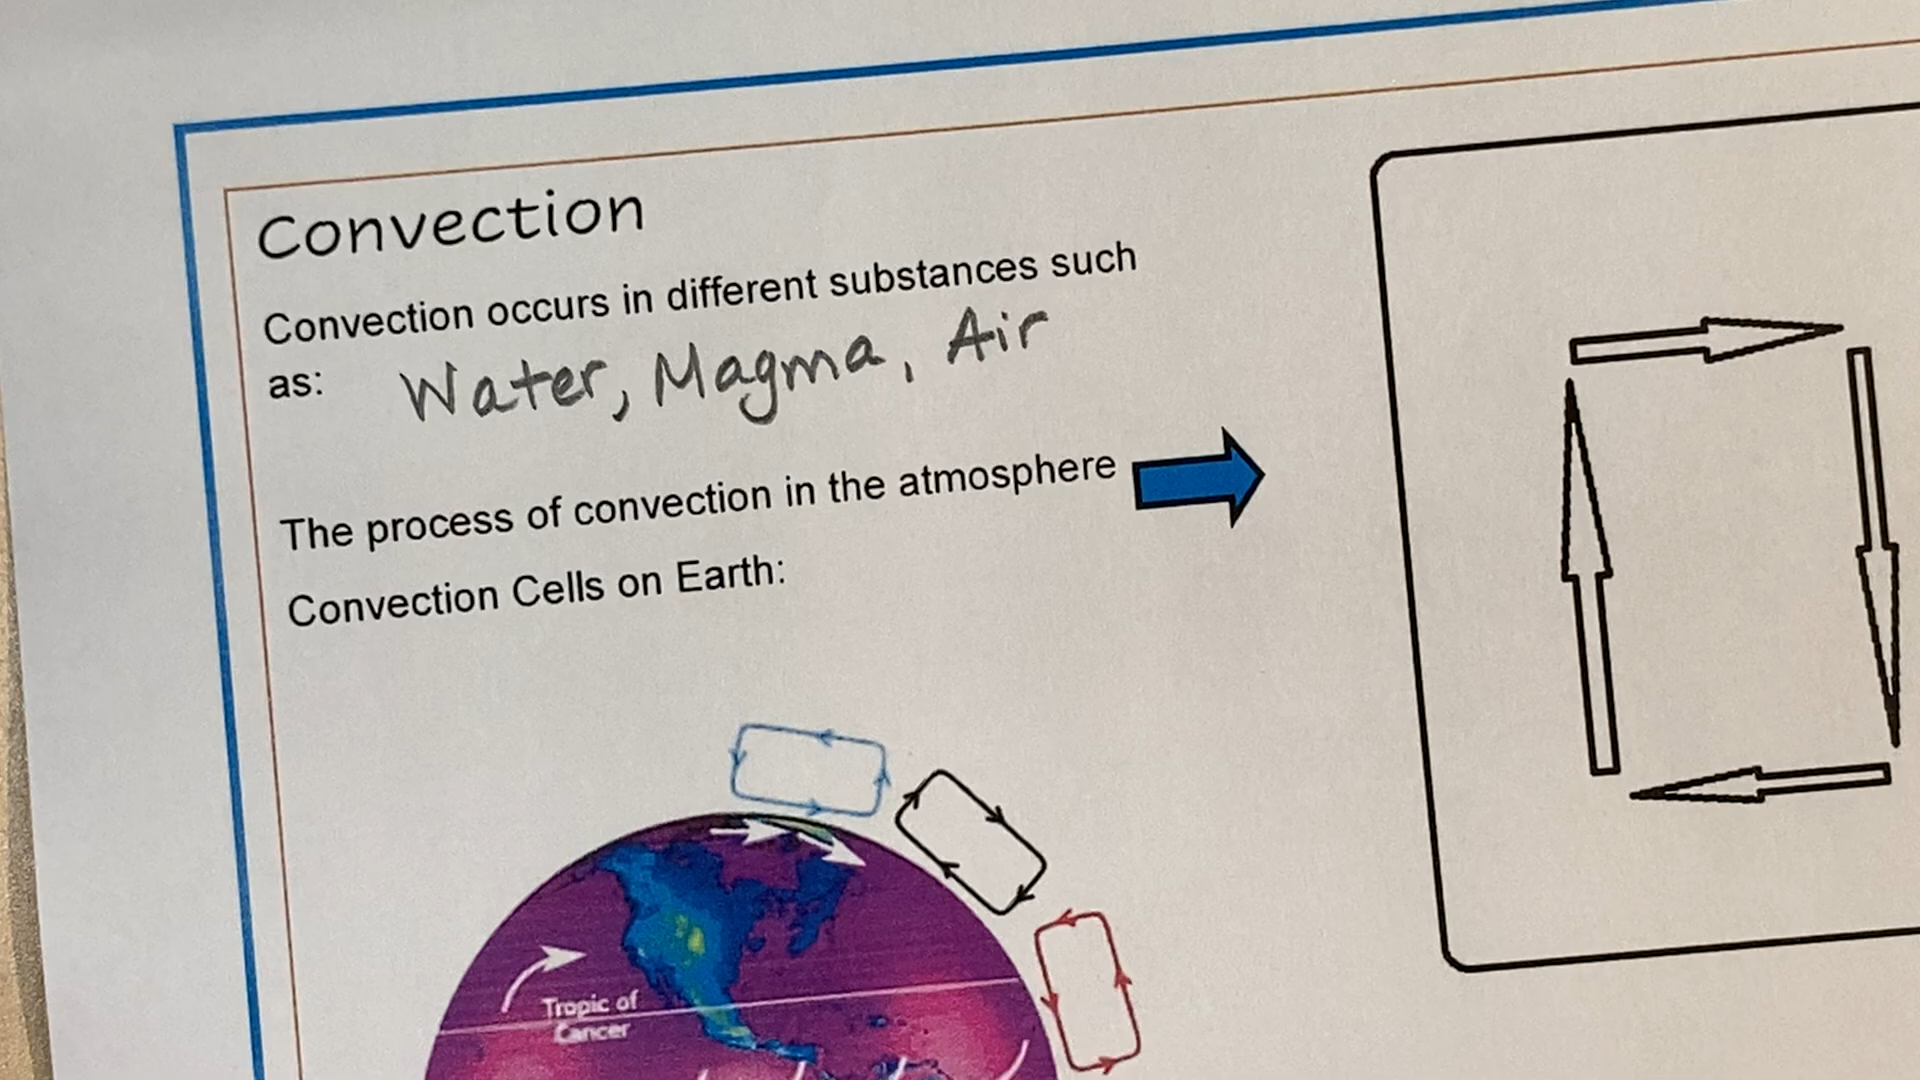 Convection
Convection occurs in different substances such
as: Water, Magma, Air
The process of convection in the atmosphere
Convection Cells on Earth:
Tropic of
Cancer